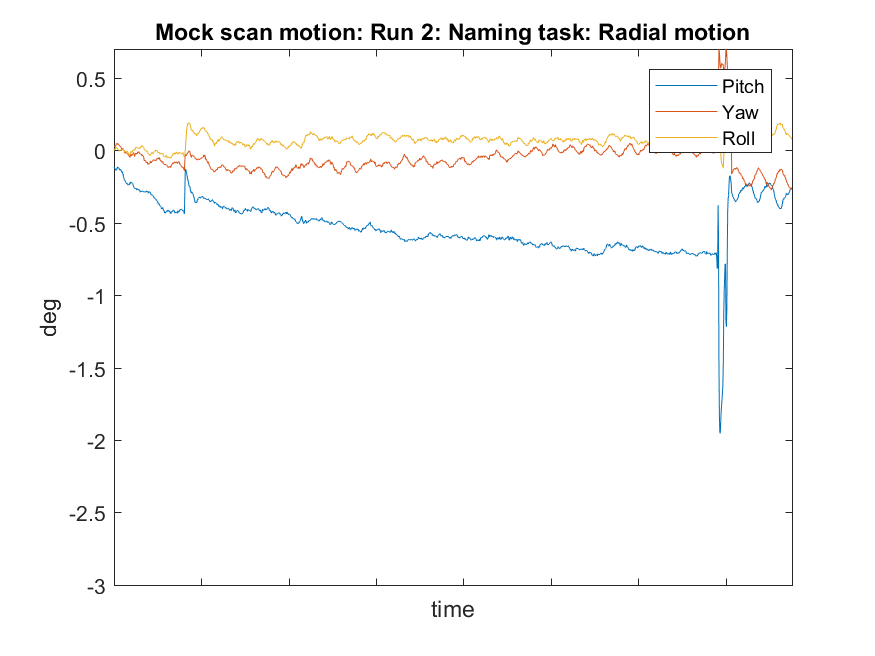 Mock scan motion: Run 2: Naming task: Radial motion
Pitch
Yaw
Roll
0.5
0
-0.5
-1
-1.5
-2
-2.5
-3
deg
time